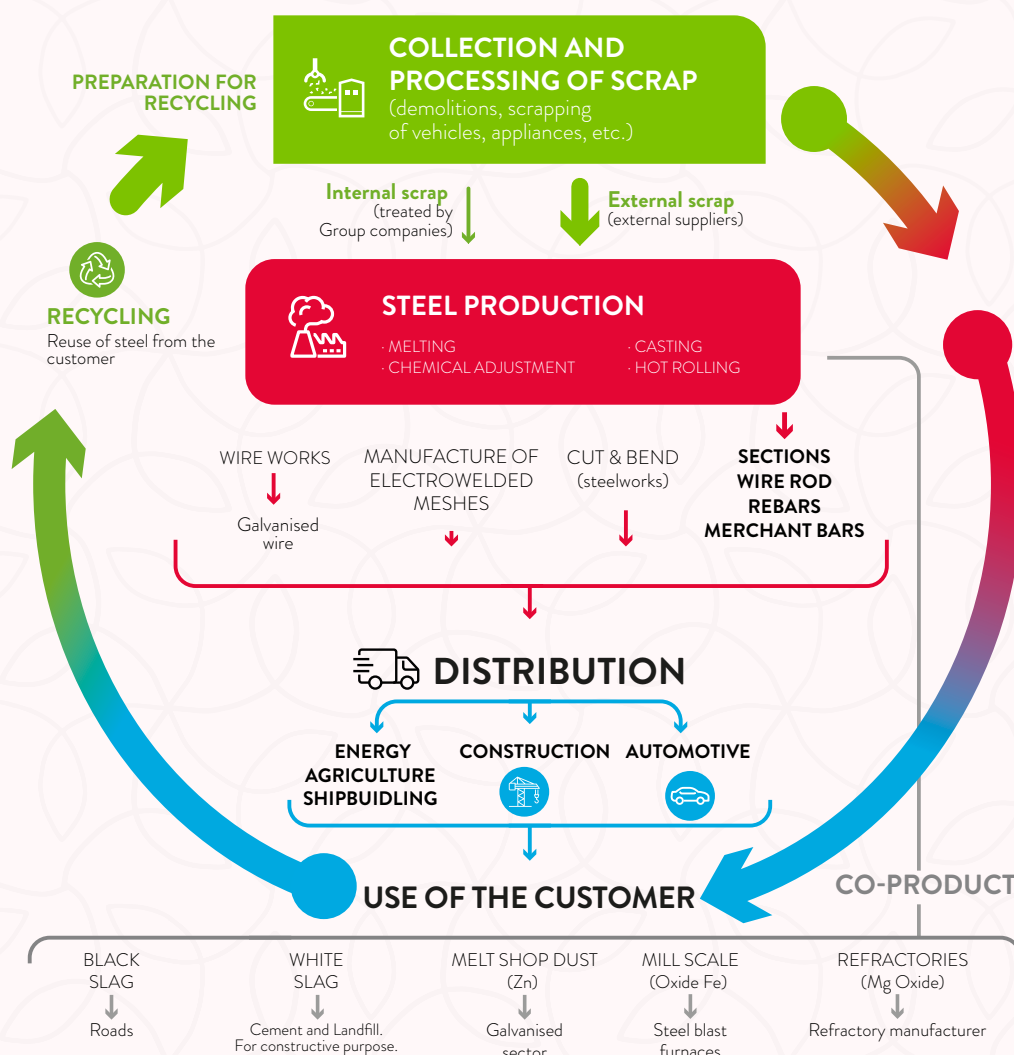 COLLECTION AND
PROCESSING OF SCRAP
(demolitions, scrapping
of vehicles, appliances, etc.)
PREPARATION FOR
RECYCLING
Internal scrap
(treated by
Group companies)
External scrap
(external suppliers)
RECYCLING
Reuse of steel from the
customer
STEEL PRODUCTION
· MELTING
· CHEMICAL ADJUSTMENT
· CASTING
· HOT ROLLING
WIRE WORKS
Galvanised
wire
MANUFACTURE OF
ELECTROWELDED
MESHES
CUT & BEND
(steelworks)
SECTIONS
WIRE ROD
REBARS
MERCHANT BARS
DISTRIBUTION
ENERGY
AGRICULTURE
SHIPBUIDLING
CONSTRUCTION
AUTOMOTIVE
USE OF THE CUSTOMER
CO-PRODUCT
BLACK
SLAG
Roads
WHITE
SLAG
Cement and Landfill.
For constructive purpose.
MELT SHOP DUST
(Zn)
Galvanised
sector
MILL SCALE
(Oxide Fe)
Steel blast
furnaces
REFRACTORIES
(Mg Oxide)
Refractory manufacturer